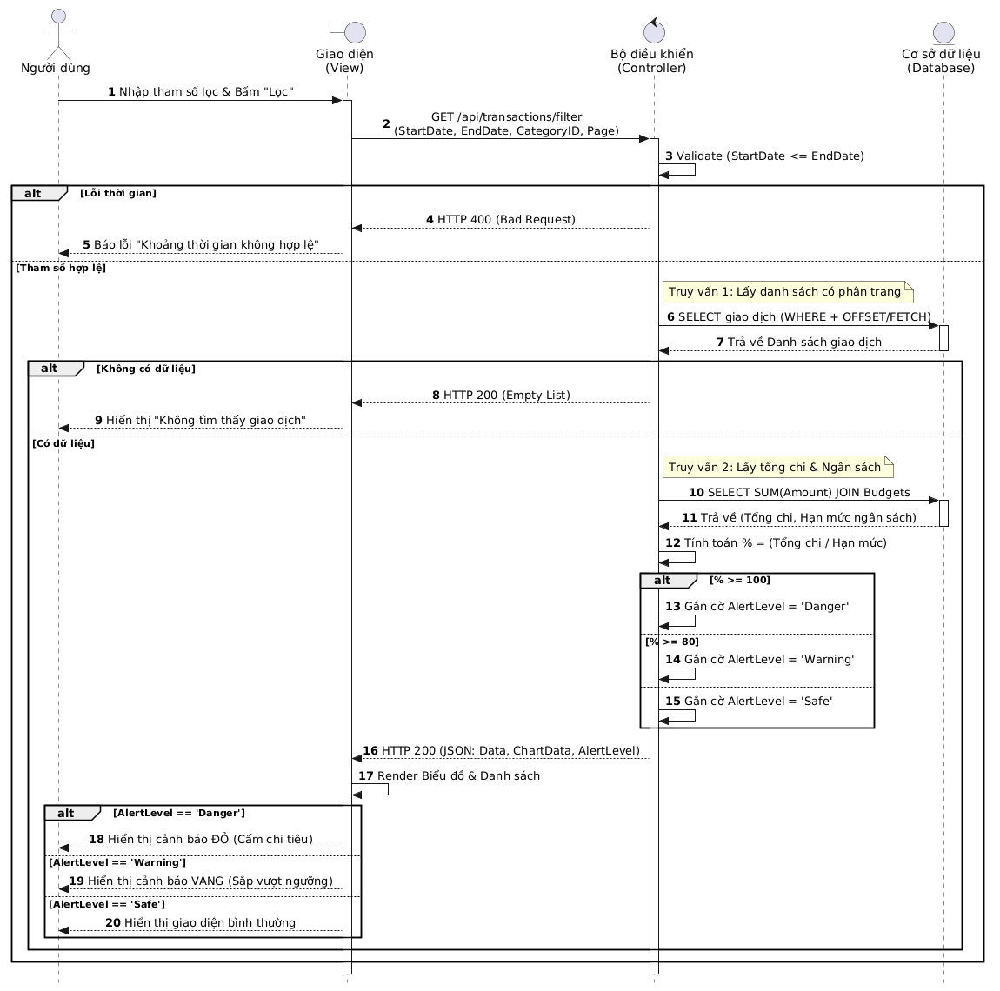 Người dùng
Giao diện
(View)
Bộ điều khiển
(Controller)
Cơ sở dữ liệu
(Database)
1 Nhập tham số lọc & Bấm "Lọc"
2 GET /api/transactions/filter
(StartDate, EndDate, CategoryID, Page)
3 Validate (StartDate <= EndDate)
alt [Lỗi thời gian]
4 HTTP 400 (Bad Request)
5 Báo lỗi "Khoảng thời gian không hợp lệ"
[Tham số hợp lệ]
Truy vấn 1: Lấy danh sách có phân trang
6 SELECT giao dịch (WHERE + OFFSET/FETCH)
7 Trả về Danh sách giao dịch
alt [Không có dữ liệu]
8 HTTP 200 (Empty List)
9 Hiển thị "Không tìm thấy giao dịch"
[Có dữ liệu]
Truy vấn 2: Lấy tổng chi & Ngân sách
10 SELECT SUM(Amount) JOIN Budgets
11 Trả về (Tổng chi, Hạn mức ngân sách)
12 Tính toán % = (Tổng chi / Hạn mức)
alt [% >= 100]
13 Gắn cờ AlertLevel = 'Danger'
[% >= 80]
14 Gắn cờ AlertLevel = 'Warning'
15 Gắn cờ AlertLevel = 'Safe'
16 HTTP 200 (JSON: Data, ChartData, AlertLevel)
17 Render Biểu đồ & Danh sách
alt [AlertLevel == 'Danger']
18 Hiển thị cảnh báo ĐỎ (Cấm chi tiêu)
[AlertLevel == 'Warning']
19 Hiển thị cảnh báo VÀNG (Sắp vượt ngưỡng)
[AlertLevel == 'Safe']
20 Hiển thị giao diện bình thường